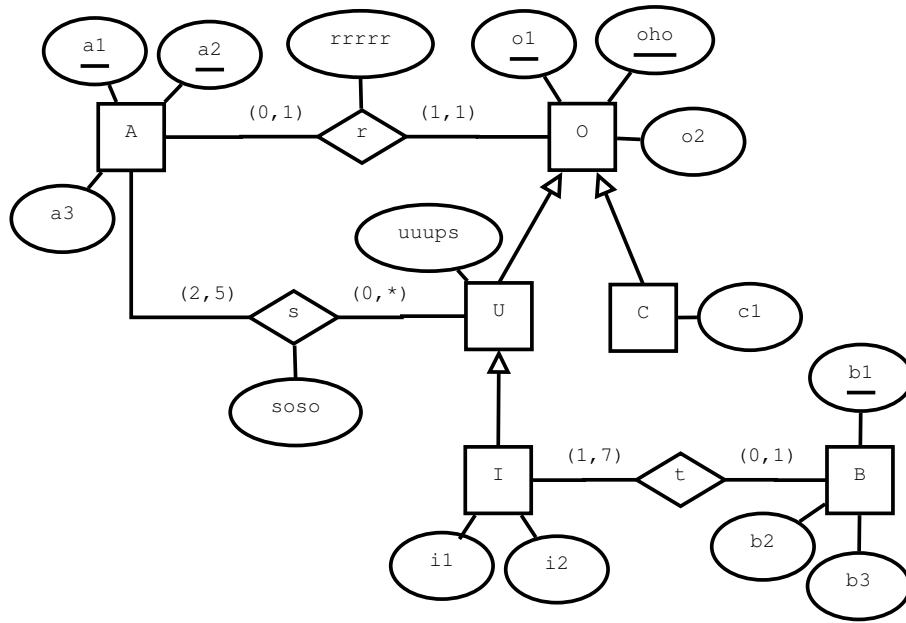 rrrrr
a1
a2
o1
oho
A
(0,1)
r
(1,1)
O
o2
a3
uuups
(2,5)
s
(0,*)
U
C
c1
soso
b1
I
(1,7)
t
(0,1)
B
i1
i2
b2
b3